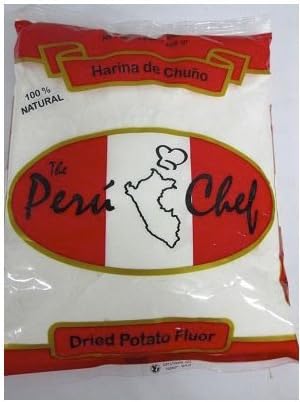 Harina de Chuño
100 %
NATURAL
The
Perú Chef
Dried Potato Fluor